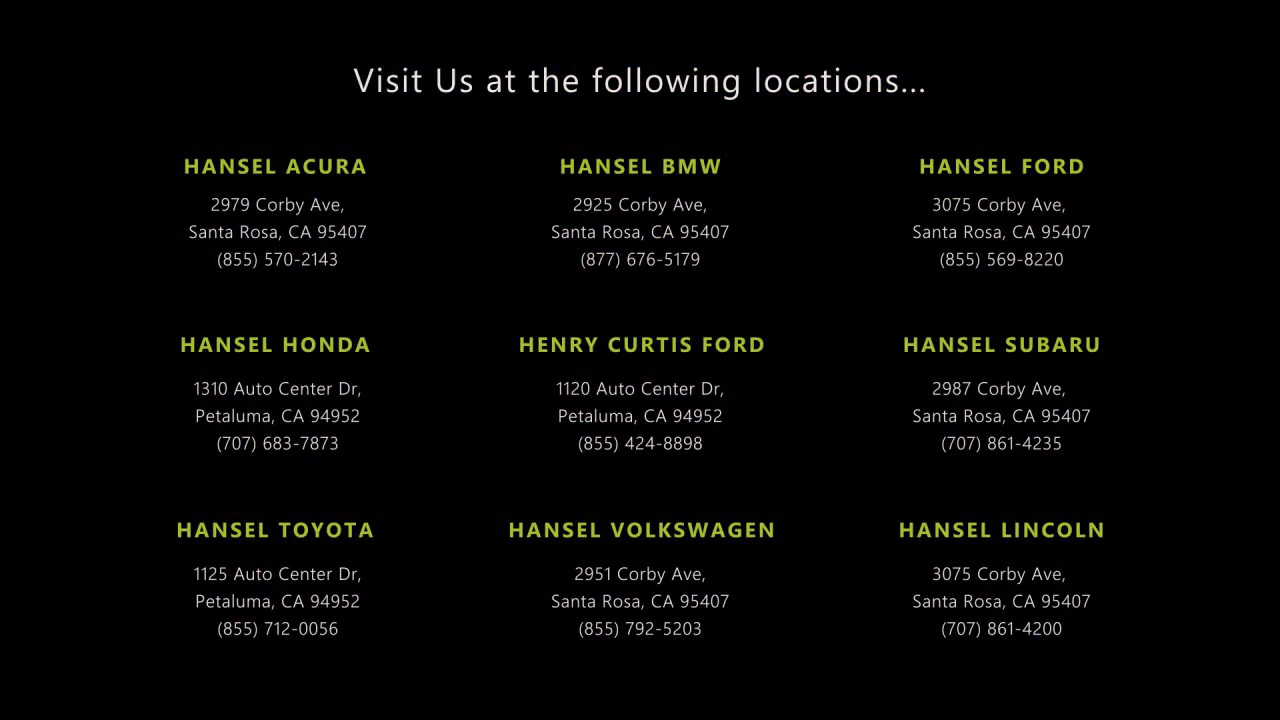 Visit Us at the following locations...
HANSEL ACURA
2979 Corby Ave,
Santa Rosa, CA 95407
(855) 570-2143
HANSEL BMW
2925 Corby Ave,
Santa Rosa, CA 95407
(877) 676-5179
HANSEL FORD
3075 Corby Ave,
Santa Rosa, CA 95407
(855) 569-8220
HANSEL HONDA
1310 Auto Center Dr,
Petaluma, CA 94952
(707) 683-7873
HENRY CURTIS FORD
1120 Auto Center Dr,
Petaluma, CA 94952
(855) 424-8898
HANSEL SUBARU
2987 Corby Ave,
Santa Rosa, CA 95407
(707) 861-4235
HANSEL TOYOTA
1125 Auto Center Dr,
Petaluma, CA 94952
(855) 712-0056
HANSEL VOLKSWAGEN
2951 Corby Ave,
Santa Rosa, CA 95407
(855) 792-5203
HANSEL LINCOLN
3075 Corby Ave,
Santa Rosa, CA 95407
(707) 861-4200